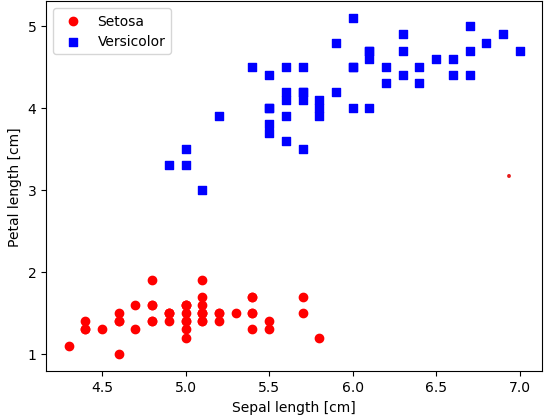 Setosa
Versicolor
5
4
3
2
1
Petal length [cm]
4.5 5.0 5.5 6.0 6.5 7.0
Sepal length [cm]